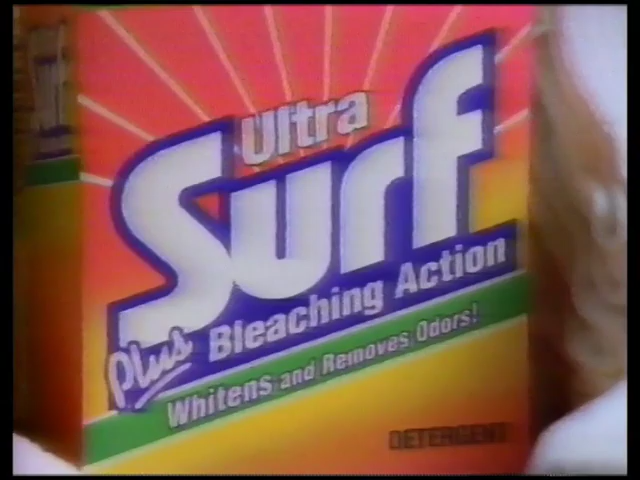 Ultra
Surf
Plus Bleaching Action
Whitens and Removes Odors!
DETERGENT